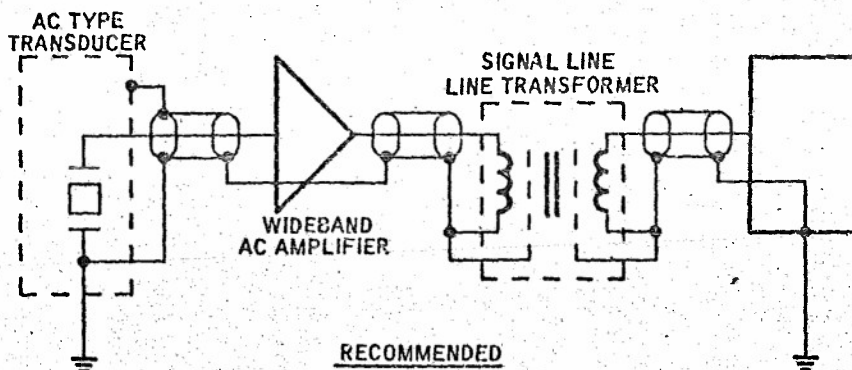 AC TYPE
TRANSDUCER
SIGNAL LINE
LINE TRANSFORMER
WIDEBAND
AC AMPLIFIER
RECOMMENDED